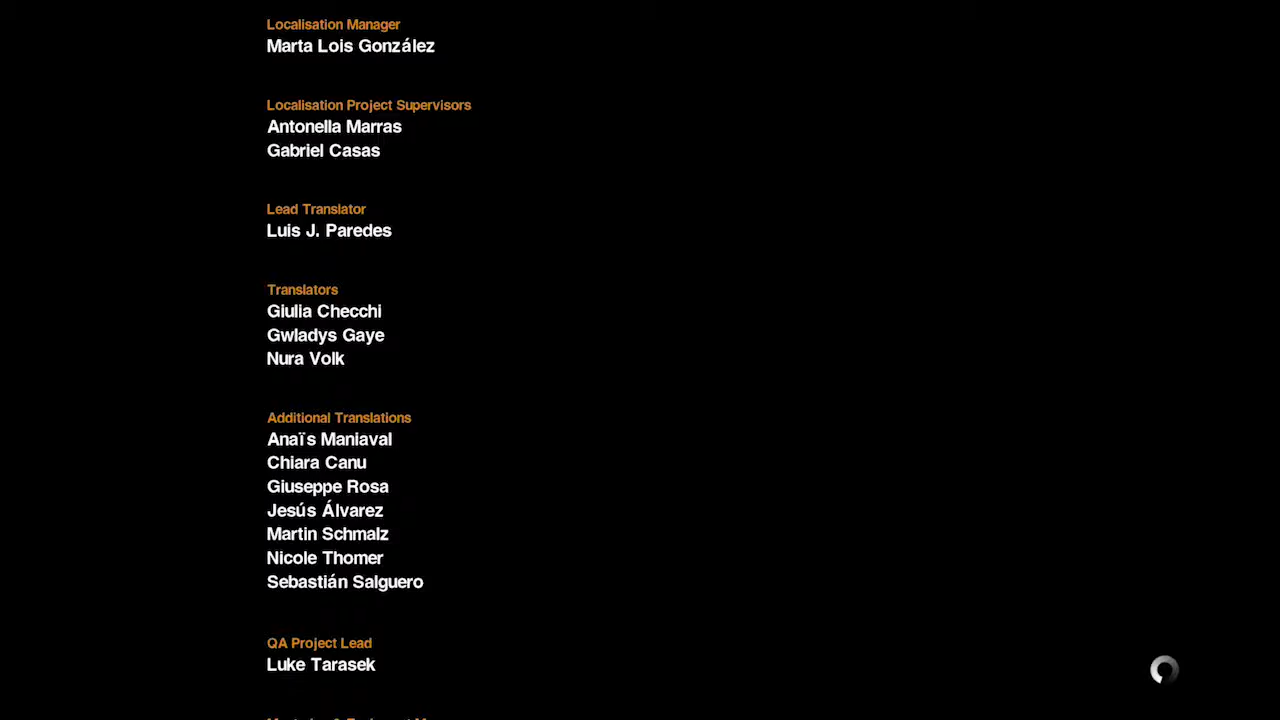 Localisation Manager
Marta Lois González
Localisation Project Supervisors
Antonella Marras
Gabriel Casas
Lead Translator
Luis J. Paredes
Translators
Giulia Checchi
Gwladys Gaye
Nura Volk
Additional Translations
Anaïs Maniaval
Chiara Canu
Giuseppe Rosa
Jesús Álvarez
Martin Schmalz
Nicole Thomer
Sebastián Salguero
QA Project Lead
Luke Tarasek